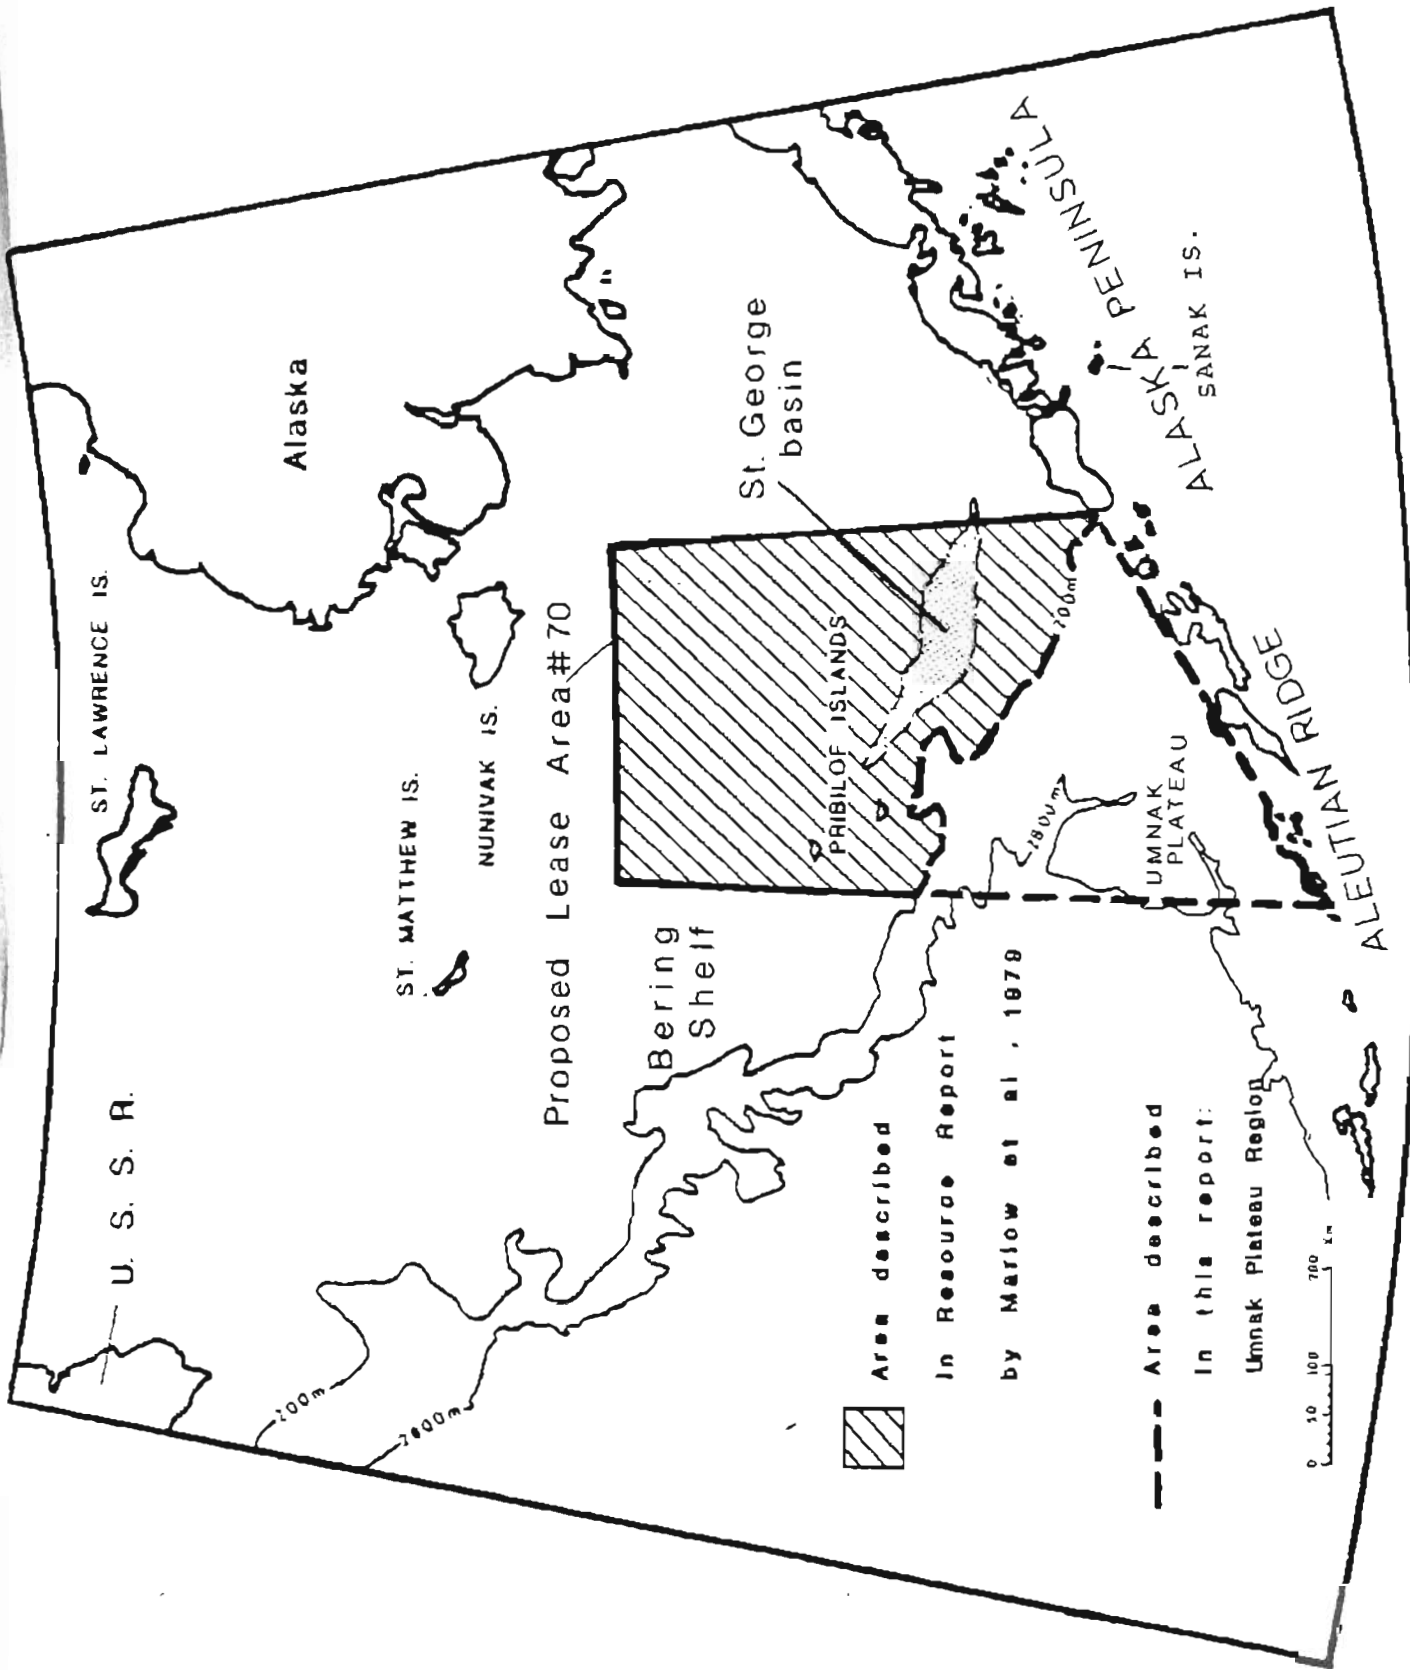 U. S. S. R.
ST. LAWRENCE IS.
Alaska
ST. MATTHEW IS.
NUNIVAK IS.
200m
Proposed Lease Area #70
Bering
Shelf
St. George
basin
PRIBILOF ISLANDS
200m
UMNAK
PLATEAU
ALASKA PENINSULA
SANAK IS.
ALEUTIAN RIDGE
Area described
In Resource Report
by Marlow et al, 1979
Area described
In this report:
Umnak Plateau Region
0 50 100 200 km